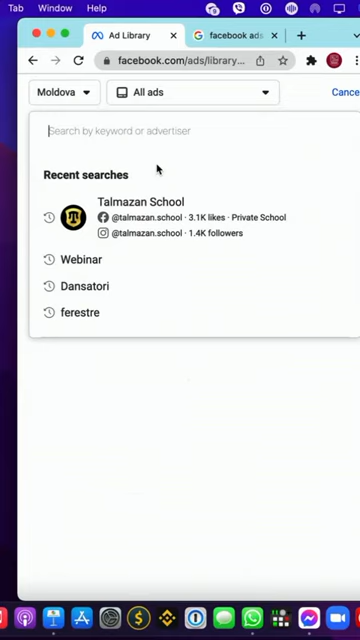 Tab Window Help
Ad Library
facebook ads
facebook.com/ads/library...
Moldova
All ads
Cance
Search by keyword or advertiser
Recent searches
Talmazan School
@talmazan.school · 3.1K likes · Private School
@talmazan.school · 1.4K followers
Webinar
Dansatori
ferestre